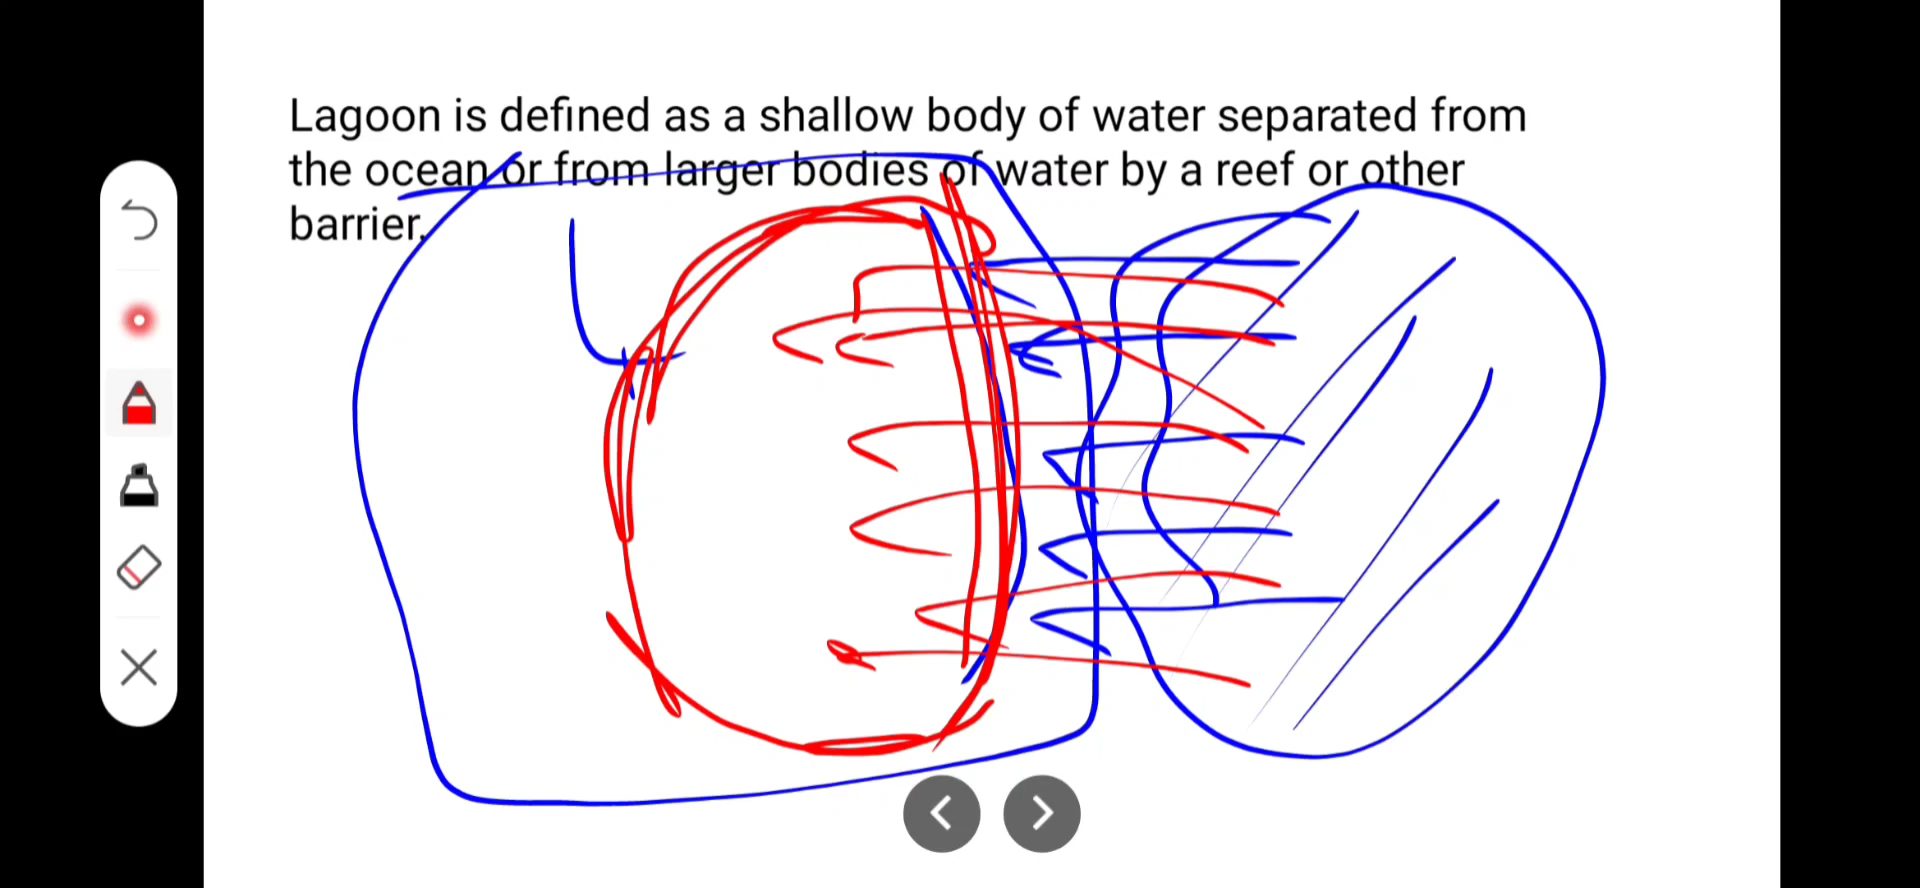 Lagoon is defined as a shallow body of water separated from
the ocean or from larger bodies of water by a reef or other
barrier.